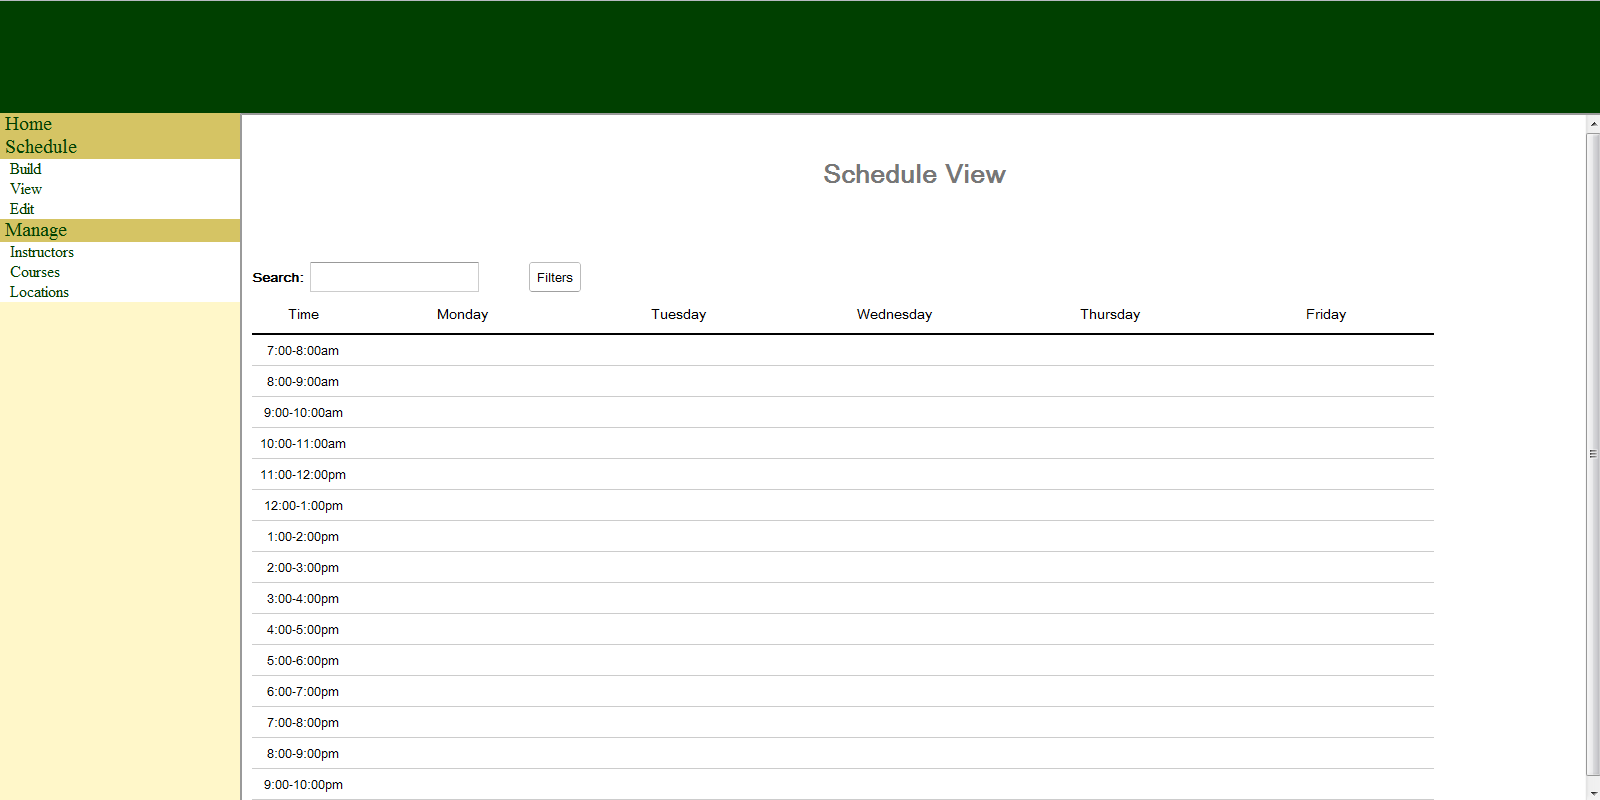 Home
Schedule
Build
View
Edit
Manage
Instructors
Courses
Locations
Schedule View
Search: Filters
Time Monday Tuesday Wednesday Thursday Friday
7:00-8:00am
8:00-9:00am
9:00-10:00am
10:00-11:00am
11:00-12:00pm
12:00-1:00pm
1:00-2:00pm
2:00-3:00pm
3:00-4:00pm
4:00-5:00pm
5:00-6:00pm
6:00-7:00pm
7:00-8:00pm
8:00-9:00pm
9:00-10:00pm